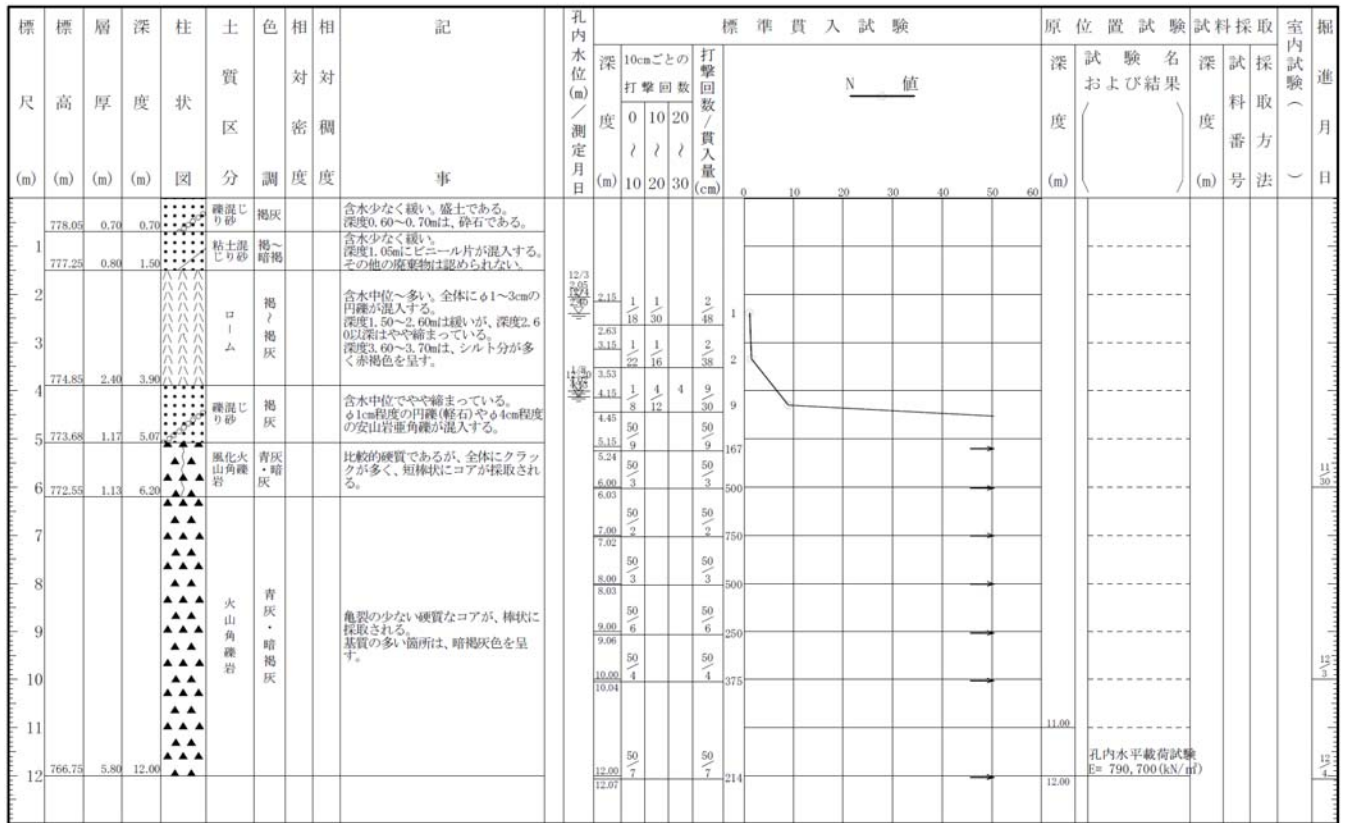 標尺(m)
標高(m)
層厚(m)
深度(m)
柱状図
土質区分
色調
相対密度
相対稠度
記事
孔内水位(m)/測定月日
標準貫入試験
深度(m)
10cmごとの
打撃回数
0 10 20
~ ~ ~
10 20 30
打撃回数/貫入量(cm)
N 値
0 10 20 30 40 50 60
原位置試験
深度(m)
試験名
および結果
試料採取
深度(m)
試料番号
採取方法
室内試験( )
掘進月日
778.05 0.70 0.70
礫混じ
り砂
褐灰
含水少なく緩い。盛土である。
深度0.60~0.70mは、砕石である。
1
777.25 0.80 1.50
粘土混
じり砂
褐~
暗褐
含水少なく緩い。
深度1.05mにビニール片が混入する。
その他の廃棄物は認められない。
2
3
774.85 2.40 3.90
ローム
褐~褐灰
含水中位~多い。全体にφ1~3cmの
円礫が混入する。
深度1.50~2.60mは緩いが、深度2.6
0以深はやや締まっている。
深度3.60~3.70mは、シルト分が多
く赤褐色を呈す。
4
773.68 1.17 5.07
礫混じ
り砂
褐灰
含水中位でやや締まっている。
φ1cm程度の円礫(軽石)やφ4cm程度
の安山岩亜角礫が混入する。
5
772.55 1.13 6.20
風化火
山角礫
岩
青灰
・暗
灰
比較的硬質であるが、全体にクラッ
クが多く、短棒状にコアが採取され
る。
6
7
8
9
10
11
12
766.75 5.80 12.00
火山角礫岩
青灰・暗褐灰
亀裂の少ない硬質なコアが、棒状に
採取される。
基質の多い箇所は、暗褐灰色を呈
す。
12/3
2.05
2.15 1/18 1/30 2/48 1
2.63
3.15 1/22 1/16 2/38 2
3.53
4.15 1/8 4/12 4 9/30 9
4.45
5.15 50/9 50/9 167
5.24
6.00 50/3 50/3 500
6.03
7.00 50/2 50/2 750
7.02
8.00 50/3 50/3 500
8.03
9.00 50/6 50/6 250
9.06
10.00 50/4 50/4 375
10.04
12.00 50/7 50/7 214
12.07
11.00
孔内水平載荷試験
E= 790,700(kN/㎡)
12.00
11/30
12/3
12/4